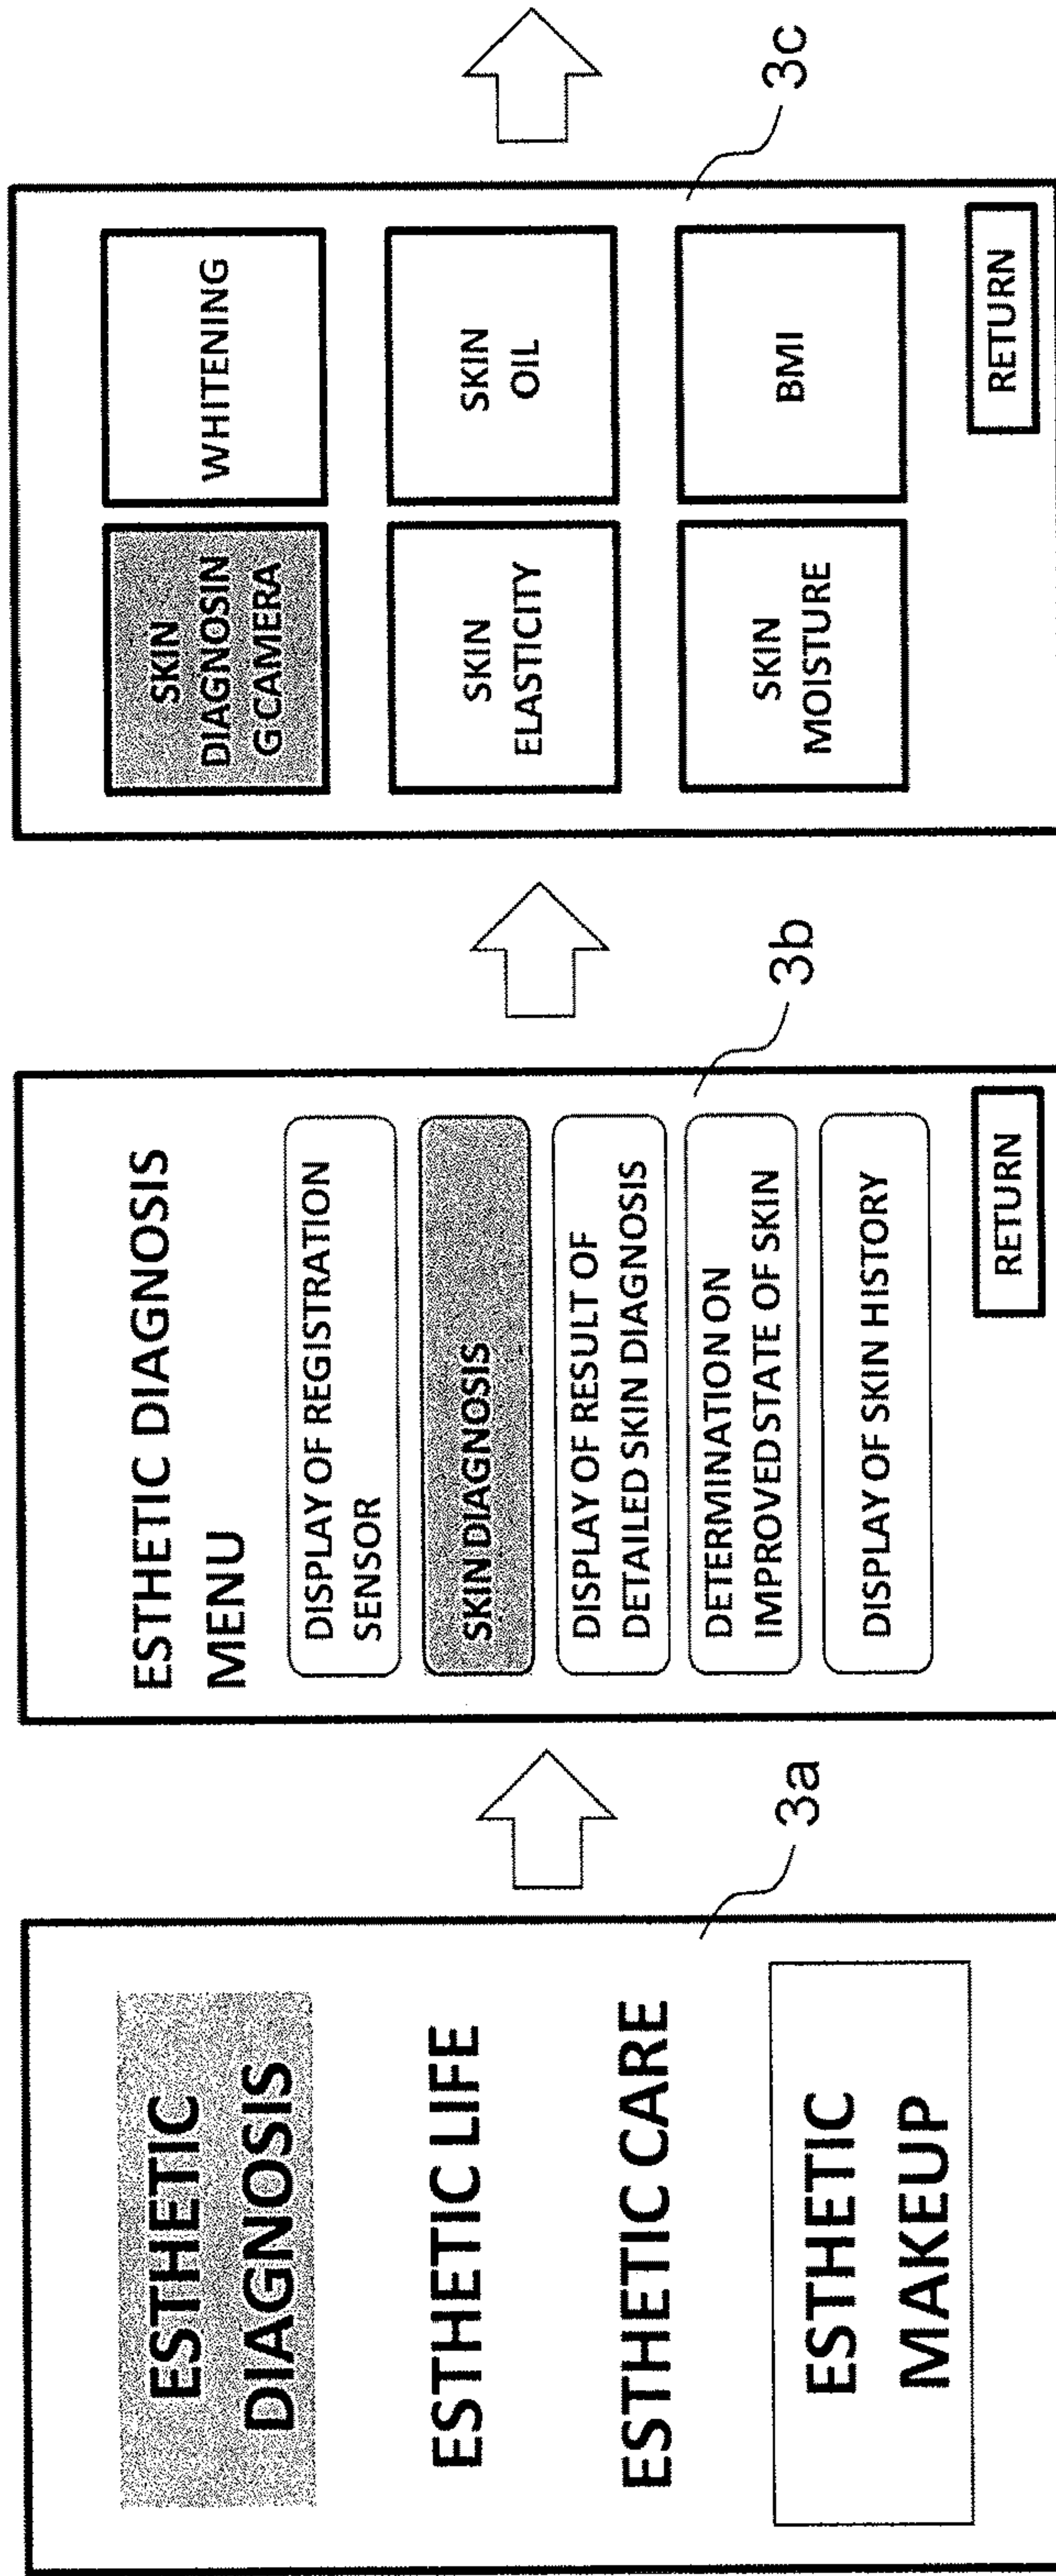 ESTHETIC
DIAGNOSIS
ESTHETIC LIFE
ESTHETIC CARE
ESTHETIC
MAKEUP
3a
ESTHETIC DIAGNOSIS
MENU
DISPLAY OF REGISTRATION
SENSOR
SKIN DIAGNOSIS
DISPLAY OF RESULT OF
DETAILED SKIN DIAGNOSIS
DETERMINATION ON
IMPROVED STATE OF SKIN
DISPLAY OF SKIN HISTORY
RETURN
3b
SKIN
DIAGNOSIN
G CAMERA
WHITENING
SKIN
ELASTICITY
SKIN
OIL
SKIN
MOISTURE
BMI
RETURN
3c